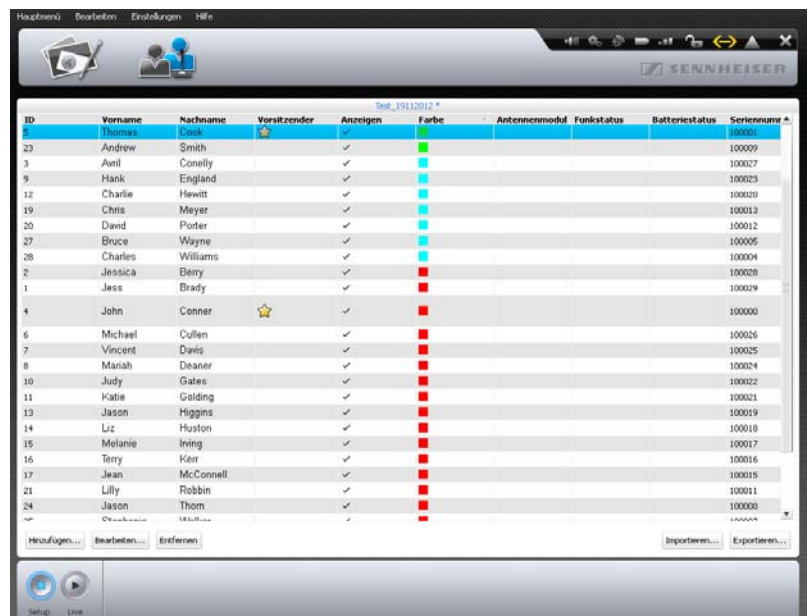 Hauptmenü Bearbeiten Einstellungen Hilfe
SENNHEISER
Test_19112012 *
ID Vorname Nachname Vorsitzender Anzeigen Farbe Antennenmodul Funkstatus Batteriestatus Seriennumr
5 Thomas Cook 100001
23 Andrew Smith 100009
3 Avril Conelly 100027
9 Hank England 100023
12 Charlie Hewitt 100020
19 Chris Meyer 100013
20 David Porter 100012
27 Bruce Wayne 100005
28 Charles Williams 100004
2 Jessica Berry 100028
1 Jess Brady 100029
4 John Conner 100000
6 Michael Cullen 100026
7 Vincent Davis 100025
8 Mariah Deaner 100024
10 Judy Gates 100022
11 Katie Golding 100021
13 Jason Higgins 100019
14 Liz Huston 100018
15 Melanie Irving 100017
16 Terry Kerr 100016
17 Jean McConnell 100015
21 Lilly Robbin 100011
24 Jason Thorn 100008
Hinzufügen... Bearbeiten... Entfernen Importieren... Exportieren...
Setup Live